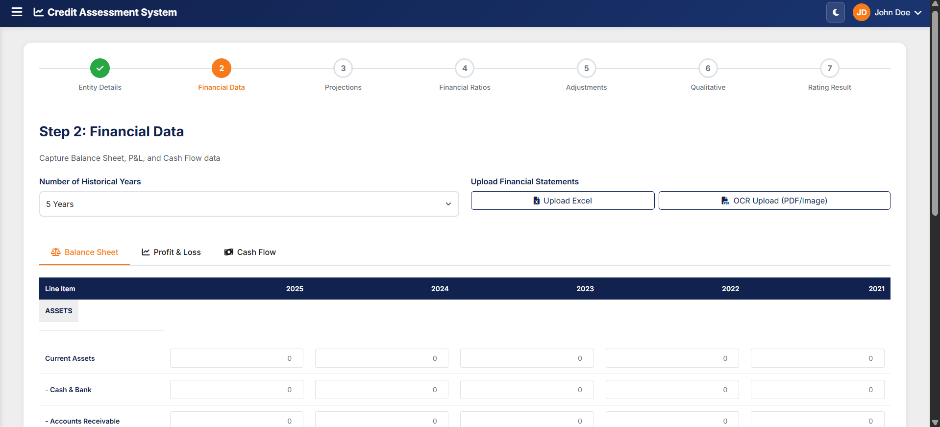 Credit Assessment System
JD John Doe
2 3 4 5 6 7
Entity Details Financial Data Projections Financial Ratios Adjustments Qualitative Rating Result
Step 2: Financial Data
Capture Balance Sheet, P&L, and Cash Flow data
Number of Historical Years Upload Financial Statements
5 Years Upload Excel OCR Upload (PDF/Image)
Balance Sheet Profit & Loss Cash Flow
Line Item 2025 2024 2023 2022 2021
ASSETS
Current Assets 0 0 0 0 0
- Cash & Bank 0 0 0 0 0
- Accounts Receivable 0 0 0 0 0